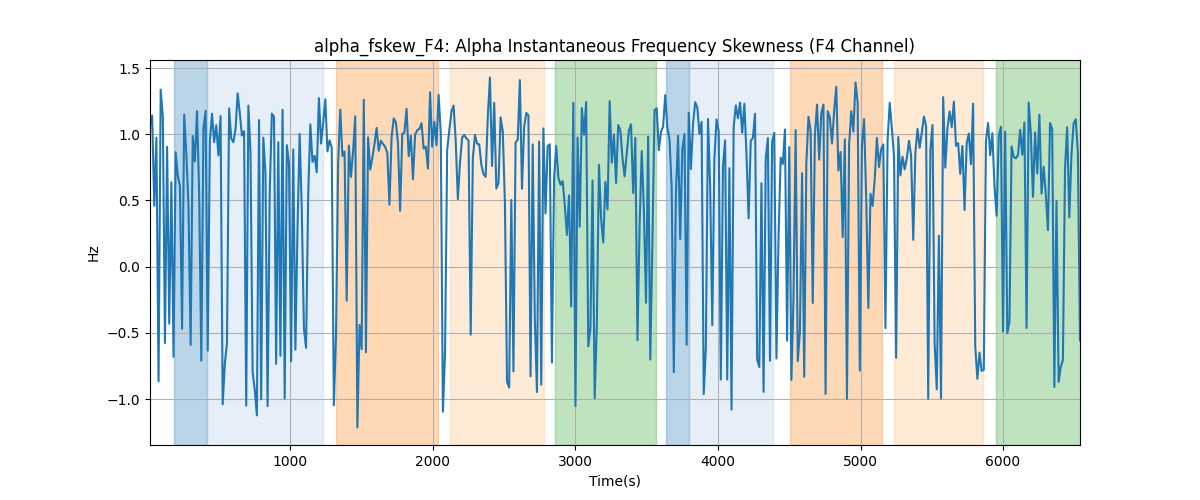 alpha_fskew_F4: Alpha Instantaneous Frequency Skewness (F4 Channel)
1.5
1.0
0.5
0.0
−0.5
−1.0
Hz
1000 2000 3000 4000 5000 6000
Time(s)